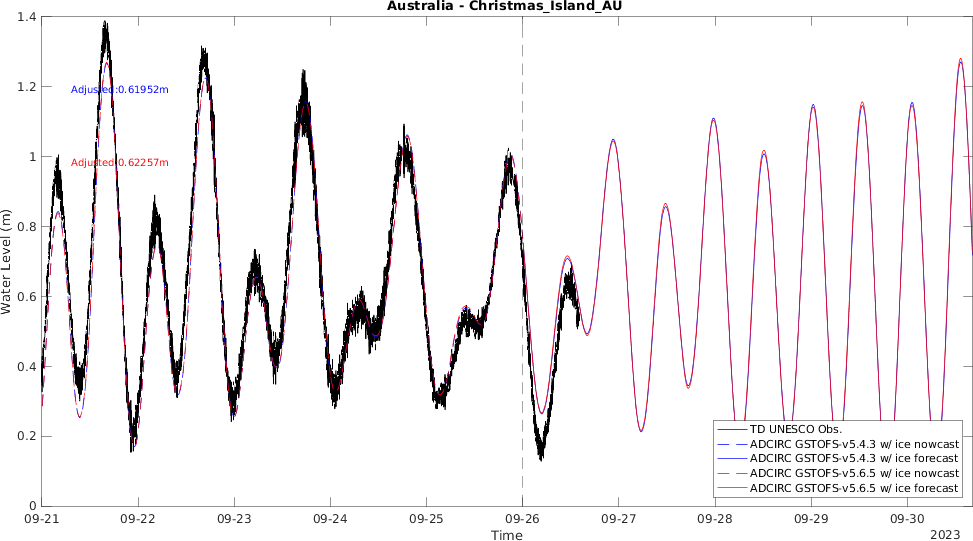 Australia - Christmas_Island_AU
1.4
1.2
1
0.8
0.6
0.4
0.2
0
Water Level (m)
Adjusted:0.61952m
Adjusted:0.62257m
TD UNESCO Obs.
ADCIRC GSTOFS-v5.4.3 w/ ice nowcast
ADCIRC GSTOFS-v5.4.3 w/ ice forecast
ADCIRC GSTOFS-v5.6.5 w/ ice nowcast
ADCIRC GSTOFS-v5.6.5 w/ ice forecast
09-21 09-22 09-23 09-24 09-25 09-26 09-27 09-28 09-29 09-30
Time
2023